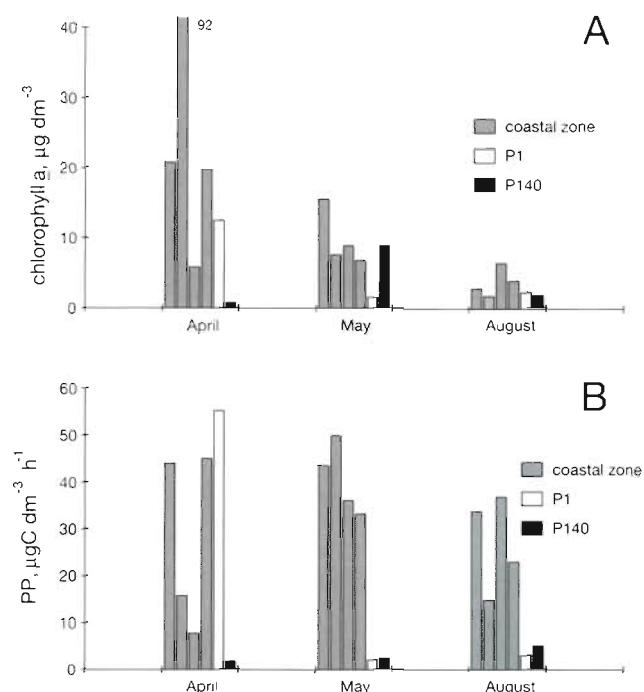 A
92
40
30
20
10
0
chlorophyll a, µg dm-3
coastal zone
P1
P140
April May August
B
60
50
40
30
20
10
0
PP, µgC dm-3 h-1
coastal zone
P1
P140
April May August